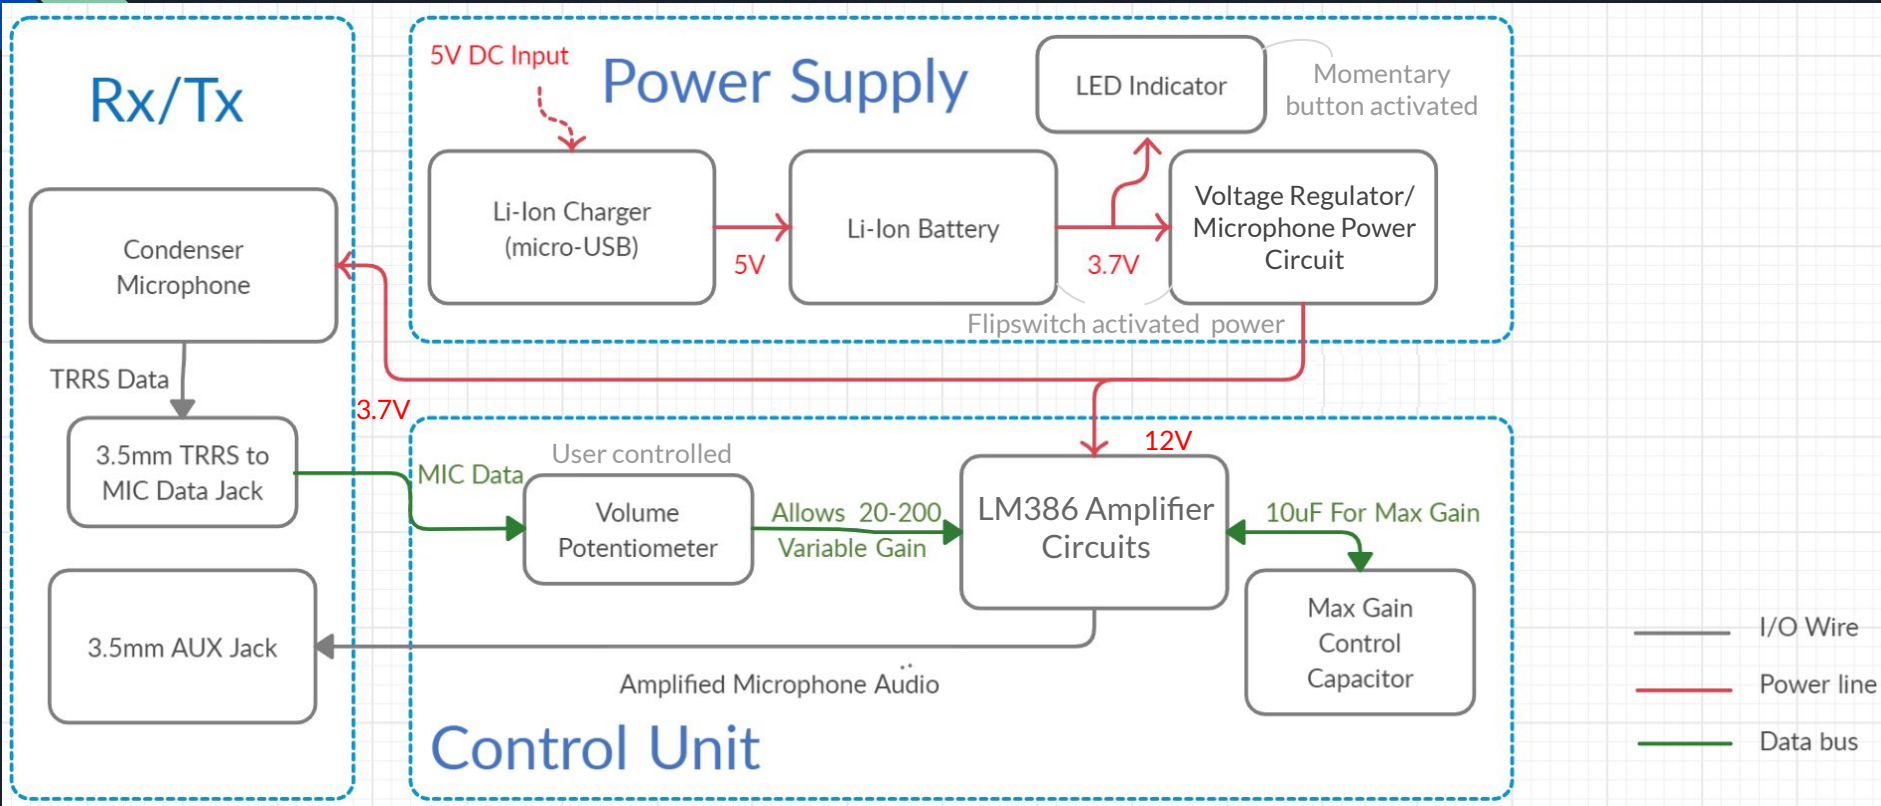 Rx/Tx
Condenser
Microphone
TRRS Data
3.5mm TRRS to
MIC Data Jack
3.5mm AUX Jack
3.7V
Power Supply
5V DC Input
Li-Ion Charger
(micro-USB)
5V
Li-Ion Battery
3.7V
LED Indicator
Momentary
button activated
Voltage Regulator/
Microphone Power
Circuit
Flipswitch activated power
12V
MIC Data
User controlled
Volume
Potentiometer
Allows 20-200
Variable Gain
LM386 Amplifier
Circuits
10uF For Max Gain
Max Gain
Control
Capacitor
Amplified Microphone Audio
Control Unit
I/O Wire
Power line
Data bus